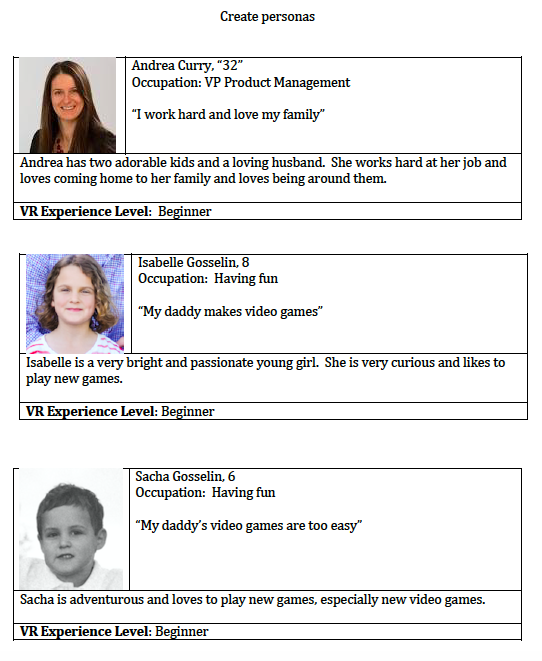 Create personas
Andrea Curry, “32”
Occupation: VP Product Management
“I work hard and love my family”
Andrea has two adorable kids and a loving husband.  She works hard at her job and
loves coming home to her family and loves being around them.
VR Experience Level:  Beginner
Isabelle Gosselin, 8
Occupation:  Having fun
“My daddy makes video games”
Isabelle is a very bright and passionate young girl.  She is very curious and likes to
play new games.
VR Experience Level: Beginner
Sacha Gosselin, 6
Occupation:  Having fun
“My daddy’s video games are too easy”
Sacha is adventurous and loves to play new games, especially new video games.
VR Experience Level: Beginner